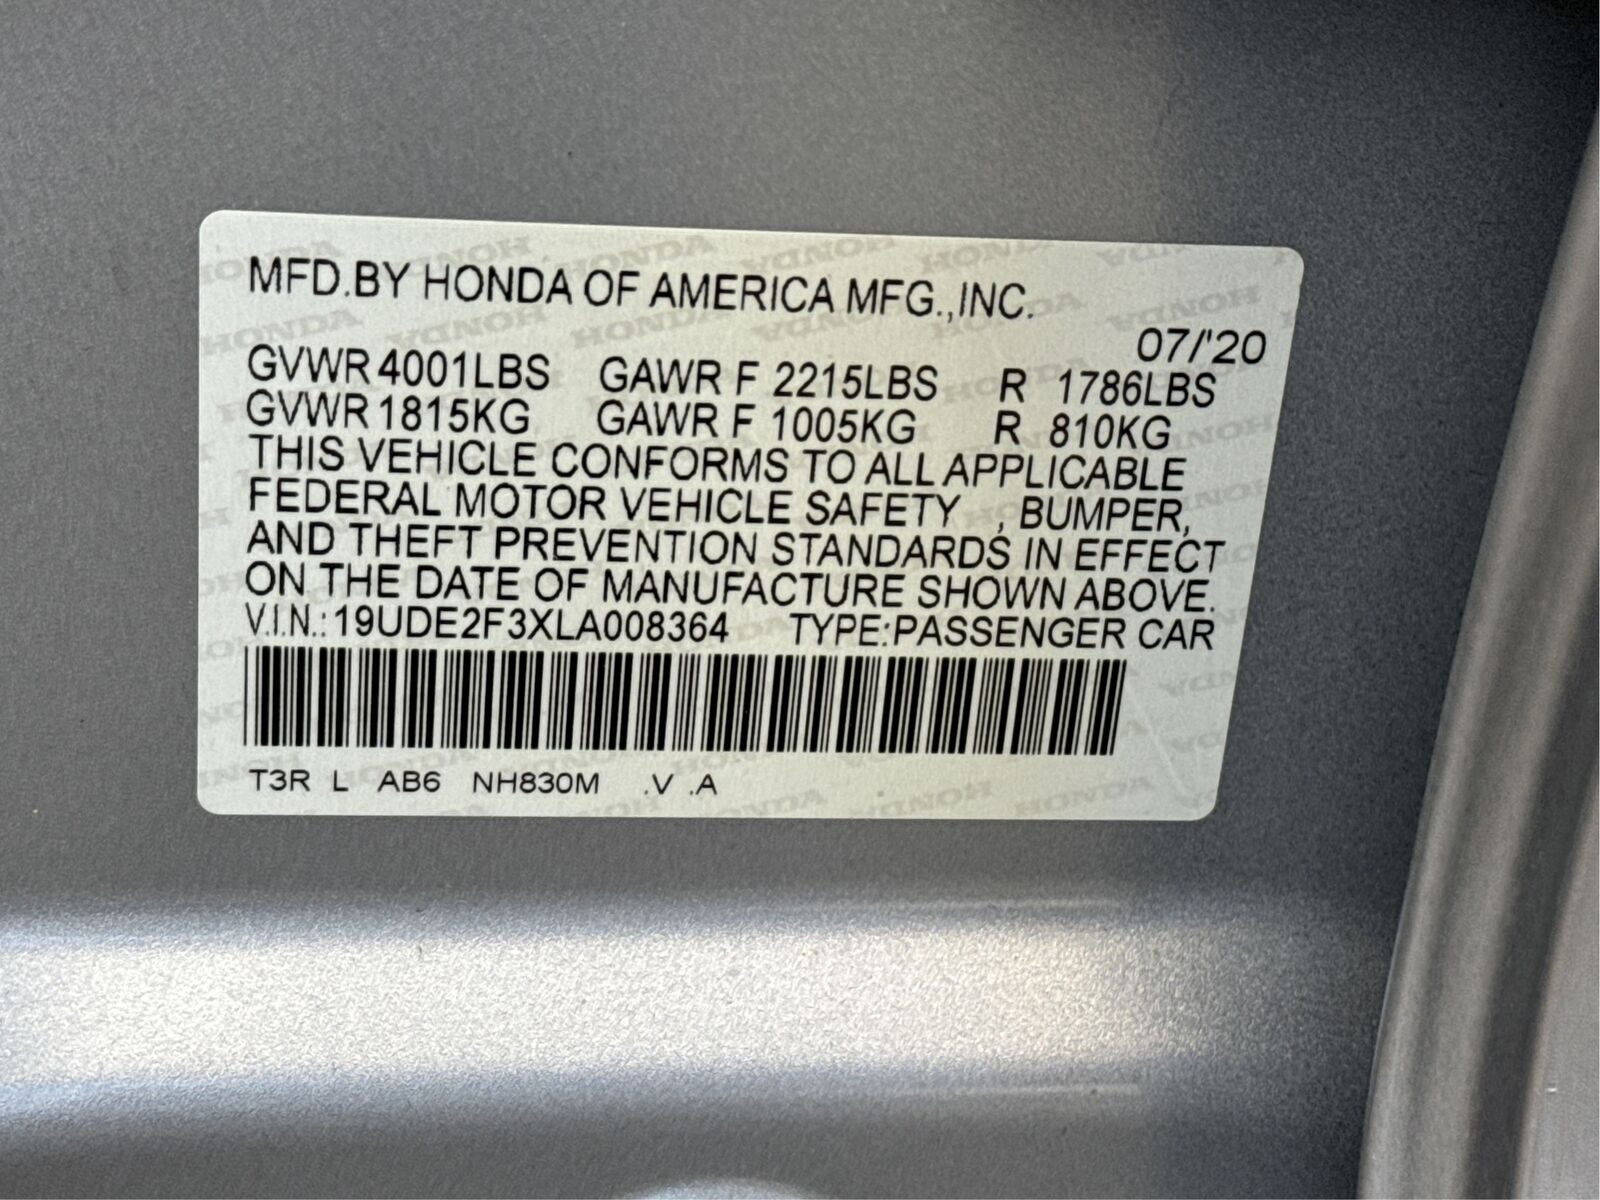 MFD.BY HONDA OF AMERICA MFG.,INC.
07/'20
GVWR 4001LBS GAWR F 2215LBS R 1786LBS
GVWR 1815KG GAWR F 1005KG R 810KG
THIS VEHICLE CONFORMS TO ALL APPLICABLE
FEDERAL MOTOR VEHICLE SAFETY , BUMPER,
AND THEFT PREVENTION STANDARDS IN EFFECT
ON THE DATE OF MANUFACTURE SHOWN ABOVE.
V.I.N.: 19UDE2F3XLA008364 TYPE:PASSENGER CAR
T3R L AB6 NH830M .V .A